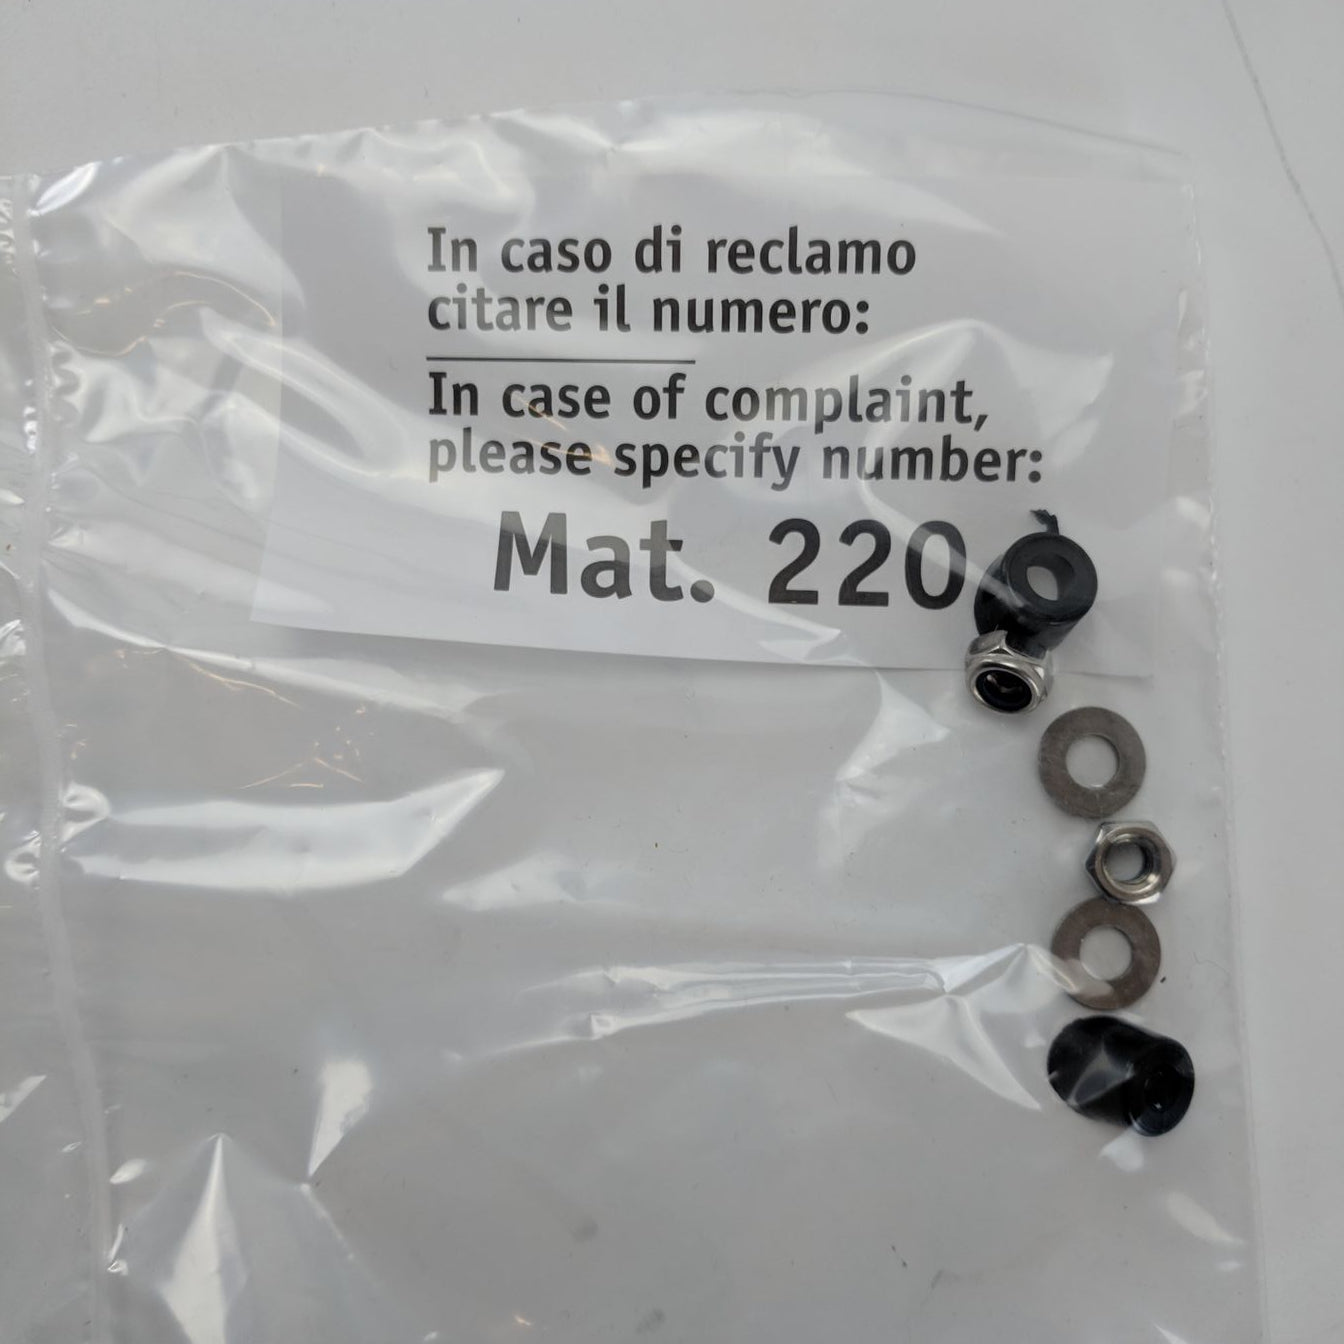 In caso di reclamo
citare il numero:
In case of complaint,
please specify number:
Mat. 220